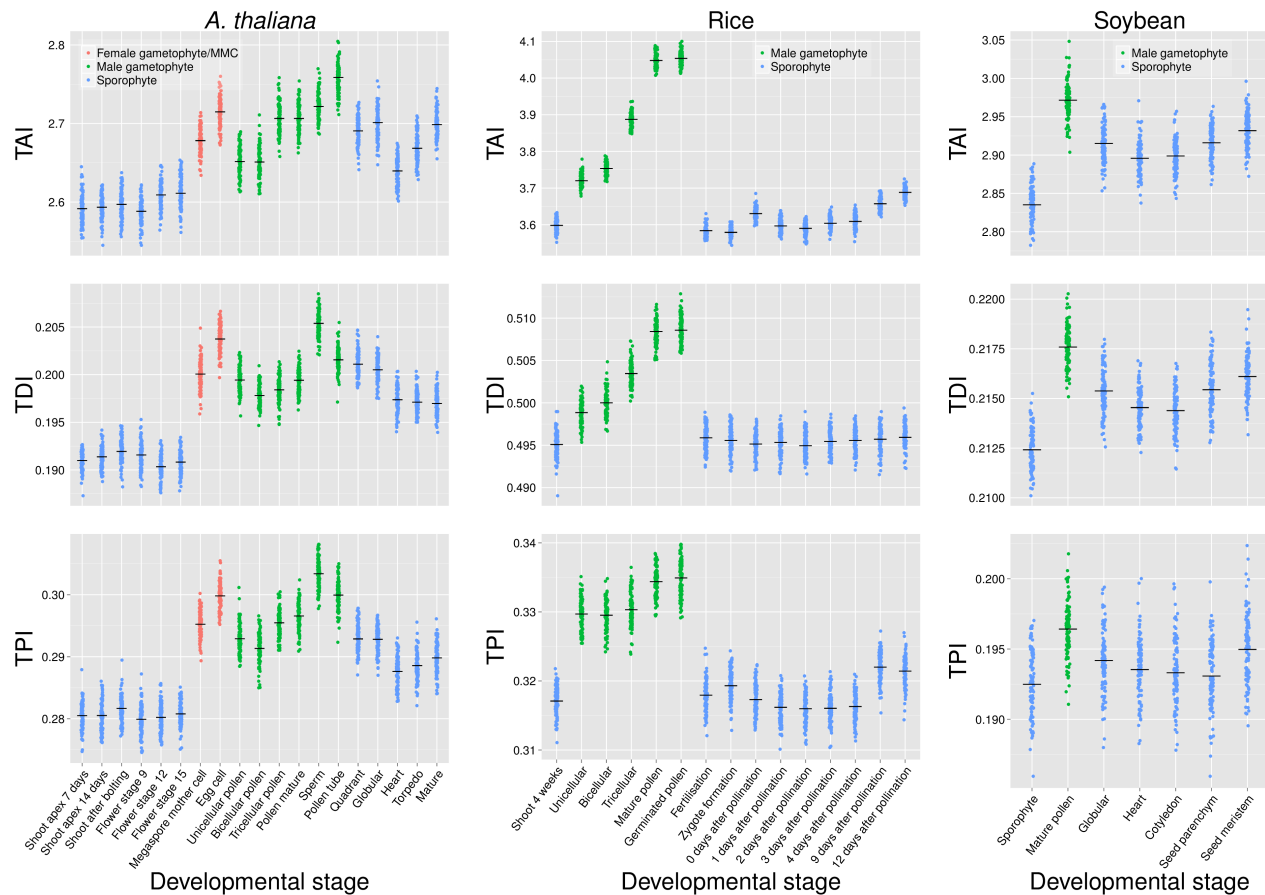 A. thaliana
Rice
Soybean
TAI
2.8
2.7
2.6
Female gametophyte/MMC
Male gametophyte
Sporophyte
TAI
4.1
4.0
3.9
3.8
3.7
3.6
Male gametophyte
Sporophyte
TAI
3.05
3.00
2.95
2.90
2.85
2.80
Male gametophyte
Sporophyte
TDI
0.205
0.200
0.195
0.190
TDI
0.510
0.505
0.500
0.495
0.490
TDI
0.2200
0.2175
0.2150
0.2125
0.2100
TPI
0.30
0.29
0.28
TPI
0.34
0.33
0.32
0.31
TPI
0.200
0.195
0.190
Shoot apex 7 days
Shoot apex 14 days
Shoot after bolting
Flower stage 9
Flower stage 12
Flower stage 15
Megaspore mother cell
Egg cell
Unicellular pollen
Bicellular pollen
Tricellular pollen
Pollen mature
Sperm
Pollen tube
Quadrant
Globular
Heart
Torpedo
Mature
Shoot 4 weeks
Unicellular
Bicellular
Tricellular
Mature pollen
Germinated pollen
Fertilisation
Zygote formation
0 days after pollination
1 days after pollination
2 days after pollination
3 days after pollination
4 days after pollination
9 days after pollination
12 days after pollination
Sporophyte
Mature pollen
Globular
Heart
Cotyledon
Seed parenchym
Seed meristem
Developmental stage
Developmental stage
Developmental stage